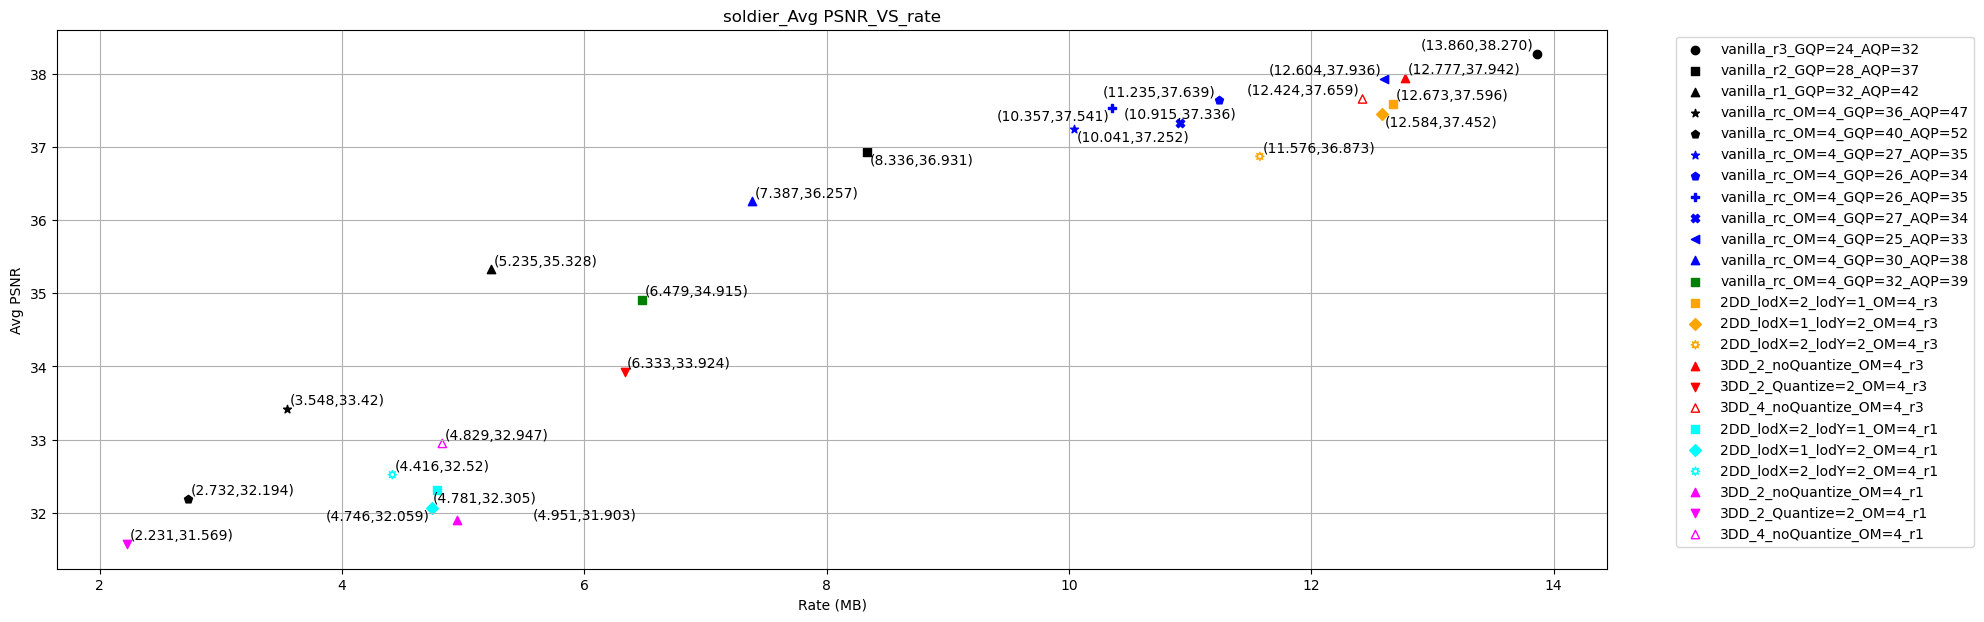 soldier_Avg PSNR_VS_rate
Avg PSNR
38
37
36
35
34
33
32
(13.860,38.270)
(12.604,37.936)
(12.777,37.942)
(12.424,37.659)
(11.235,37.639)
(12.673,37.596)
(10.357,37.541)
(10.915,37.336)
(12.584,37.452)
(10.041,37.252)
(11.576,36.873)
(8.336,36.931)
(7.387,36.257)
(5.235,35.328)
(6.479,34.915)
(6.333,33.924)
(3.548,33.42)
(4.829,32.947)
(4.416,32.52)
(2.732,32.194)
(4.781,32.305)
(4.746,32.059)
(4.951,31.903)
(2.231,31.569)
2
4
6
8
10
12
14
Rate (MB)
vanilla_r3_GQP=24_AQP=32
vanilla_r2_GQP=28_AQP=37
vanilla_r1_GQP=32_AQP=42
vanilla_rc_OM=4_GQP=36_AQP=47
vanilla_rc_OM=4_GQP=40_AQP=52
vanilla_rc_OM=4_GQP=27_AQP=35
vanilla_rc_OM=4_GQP=26_AQP=34
vanilla_rc_OM=4_GQP=26_AQP=35
vanilla_rc_OM=4_GQP=27_AQP=34
vanilla_rc_OM=4_GQP=25_AQP=33
vanilla_rc_OM=4_GQP=30_AQP=38
vanilla_rc_OM=4_GQP=32_AQP=39
2DD_lodX=2_lodY=1_OM=4_r3
2DD_lodX=1_lodY=2_OM=4_r3
2DD_lodX=2_lodY=2_OM=4_r3
3DD_2_noQuantize_OM=4_r3
3DD_2_Quantize=2_OM=4_r3
3DD_4_noQuantize_OM=4_r3
2DD_lodX=2_lodY=1_OM=4_r1
2DD_lodX=1_lodY=2_OM=4_r1
2DD_lodX=2_lodY=2_OM=4_r1
3DD_2_noQuantize_OM=4_r1
3DD_2_Quantize=2_OM=4_r1
3DD_4_noQuantize_OM=4_r1